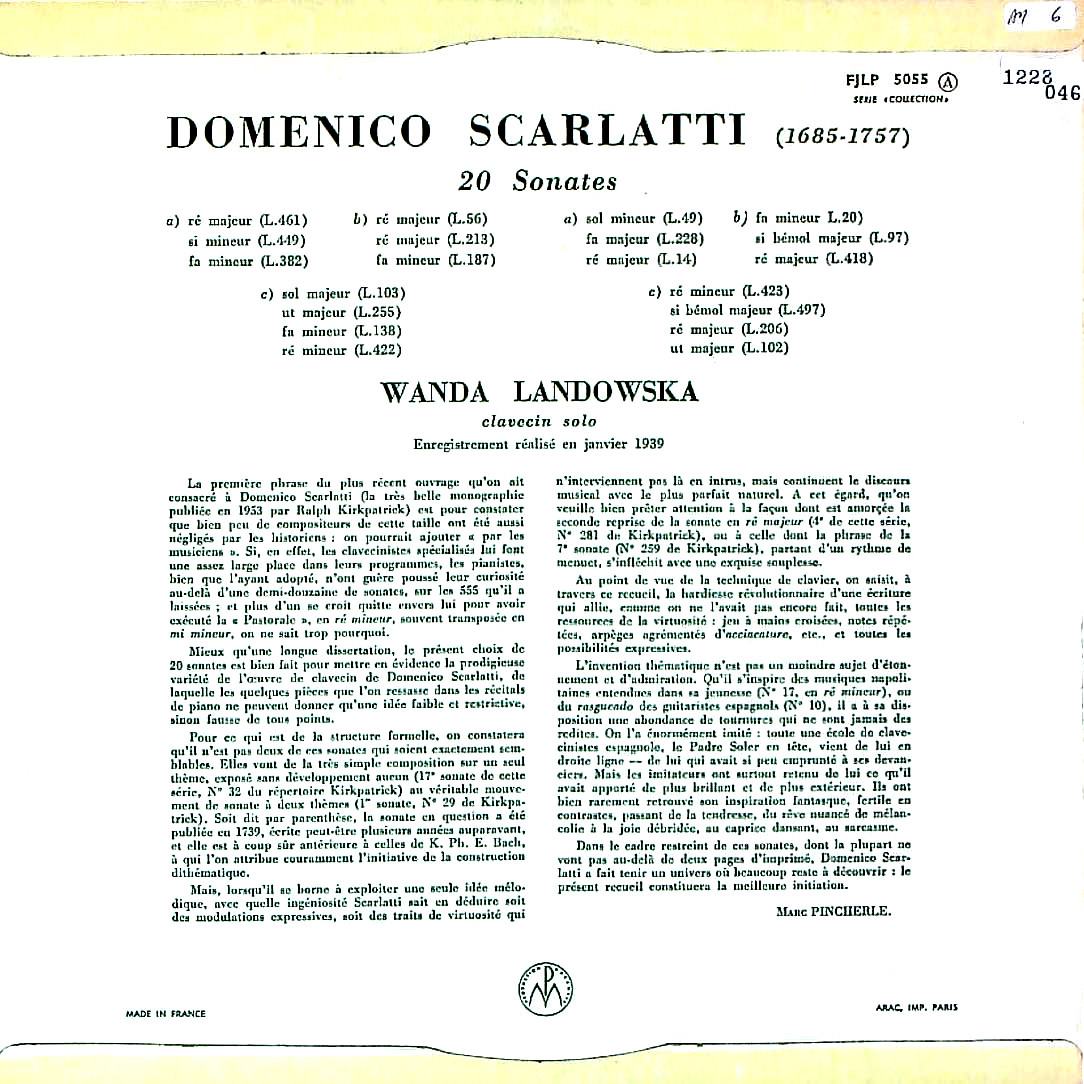 M 6
FJLP 5055 Ⓐ
SERIE «COLLECTION»
1228
046
DOMENICO SCARLATTI (1685-1757)
20 Sonates
a) ré majeur (L.461)
si mineur (L.449)
fa mineur (L.382)
b) ré majeur (L.56)
ré majeur (L.213)
fa mineur (L.187)
c) sol majeur (L.103)
ut majeur (L.255)
fa mineur (L.138)
ré mineur (L.422)
a) sol mineur (L.49)
fa majeur (L.228)
ré majeur (L.14)
b) fa mineur L.20)
si bémol majeur (L.97)
ré majeur (L.418)
c) ré mineur (L.423)
si bémol majeur (L.497)
ré majeur (L.206)
ut majeur (L.102)
WANDA LANDOWSKA
clavecin solo
Enregistrement réalisé en janvier 1939
La première phrase du plus récent ouvrage qu'on ait
consacré à Domenico Scarlatti (la très belle monographie
publiée en 1953 par Ralph Kirkpatrick) est pour constater
que bien peu de compositeurs de cette taille ont été aussi
négligés par les historiens : on pourrait ajouter « par les
musiciens ». Si, en effet, les clavecinistes spécialisés lui font
une assez large place dans leurs programmes, les pianistes,
bien que l'ayant adopté, n'ont guère poussé leur curiosité
au-delà d'une demi-douzaine de sonates, sur les 555 qu'il a
laissées ; et plus d'un se croit quitte envers lui pour avoir
exécuté la « Pastorale », en ré mineur, souvent transposée en
mi mineur, on ne sait trop pourquoi.
Mieux qu'une longue dissertation, le présent choix de
20 sonates est bien fait pour mettre en évidence la prodigieuse
variété de l'œuvre de clavecin de Domenico Scarlatti, de
laquelle les quelques pièces que l'on ressasse dans les récitals
de piano ne peuvent donner qu'une idée faible et restrictive,
sinon fausse de tous points.
Pour ce qui est de la structure formelle, on constatera
qu'il n'est pas deux de ces sonates qui soient exactement sem-
blables. Elles vont de la très simple composition sur un seul
thème, exposé sans développement aucun (17e sonate de cette
série, N° 32 du répertoire Kirkpatrick) au véritable mouve-
ment de sonate à deux thèmes (1re sonate, N° 29 de Kirkpa-
trick). Soit dit par parenthèse, la sonate en question a été
publiée en 1739, écrite peut-être plusieurs années auparavant,
et elle est à coup sûr antérieure à celles de K. Ph. E. Bach,
à qui l'on attribue couramment l'initiative de la construction
dithématique.
Mais, lorsqu'il se borne à exploiter une seule idée mélo-
dique, avec quelle ingéniosité Scarlatti sait en déduire soit
des modulations expressives, soit des traits de virtuosité qui
n'interviennent pas là en intrus, mais continuent le discours
musical avec le plus parfait naturel. A cet égard, qu'on
veuille bien prêter attention à la façon dont est amorçée la
seconde reprise de la sonate en ré majeur (4e de cette série,
N° 281 de Kirkpatrick), ou à celle dont la phrase de la
7e sonate (N° 259 de Kirkpatrick), partant d'un rythme de
menuet, s'infléchit avec une exquise souplesse.
Au point de vue de la technique de clavier, on saisit, à
travers ce recueil, la hardiesse révolutionnaire d'une écriture
qui allie, comme on ne l'avait pas encore fait, toutes les
ressources de la virtuosité : jeu à mains croisées, notes répé-
tées, arpèges agrémentés d'acciacature, etc., et toutes les
possibilités expressives.
L'invention thématique n'est pas un moindre sujet d'éton-
nement et d'admiration. Qu'il s'inspire des musiques napoli-
taines entendues dans sa jeunesse (N° 17, en ré mineur), ou
du rasgueado des guitaristes espagnols (N° 10), il a à sa dis-
position une abondance de tournures qui ne sont jamais des
redites. On l'a énormément imité : toute une école de clave-
cinistes espagnole, le Padre Soler en tête, vient de lui en
droite ligne — de lui qui avait si peu emprunté à ses devan-
ciers. Mais les imitateurs ont surtout retenu de lui ce qu'il
avait apporté de plus brillant et de plus extérieur. Ils ont
bien rarement retrouvé son inspiration fantasque, fertile en
contrastes, passant de la tendresse, du rêve nuancé de mélan-
colie à la joie débridée, au caprice dansant, au sarcasme.
Dans le cadre restreint de ces sonates, dont la plupart ne
vont pas au-delà de deux pages d'imprimé, Domenico Scar-
latti a fait tenir un univers où beaucoup reste à découvrir : le
présent recueil constituera la meilleure initiation.
Marc PINCHERLE.
MADE IN FRANCE
ARAC, IMP. PARIS